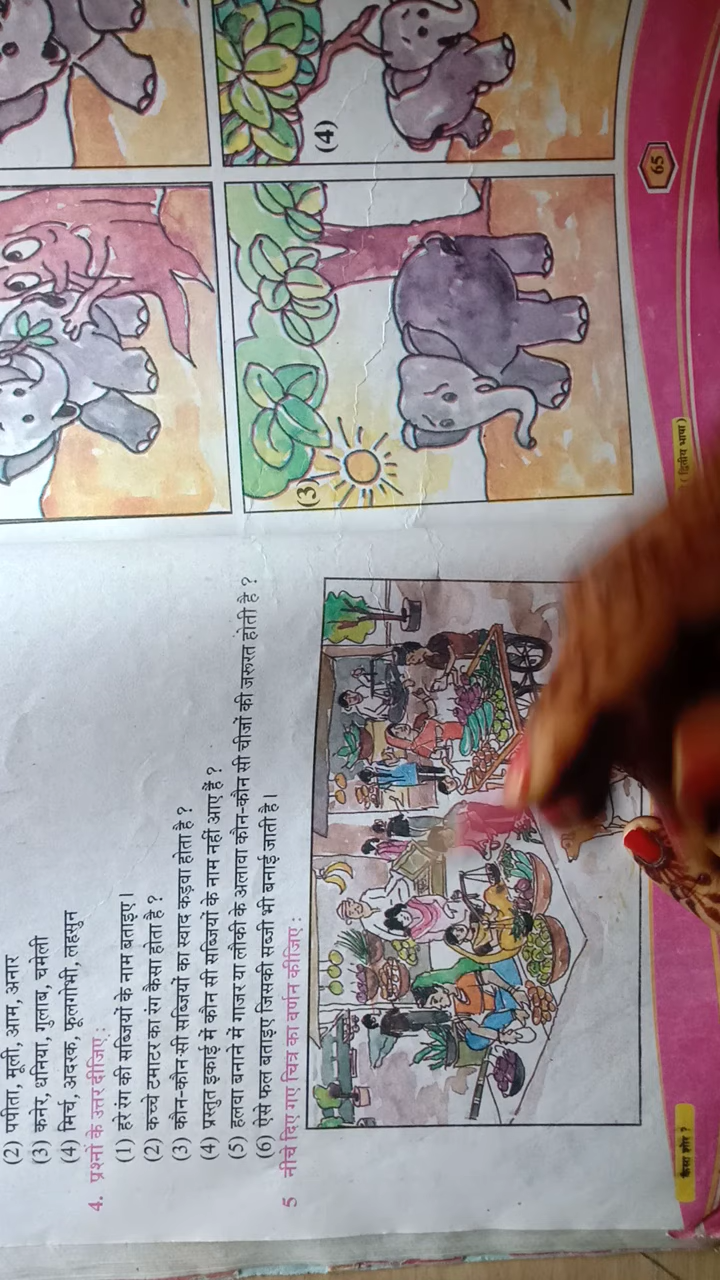 (2) पपीता, मूली, आम, अनार
(3) कनेर, धनिया, गुलाब, चमेली
(4) मिर्च, अदरक, फूलगोभी, लहसुन
4. प्रश्नों के उत्तर दीजिए :
(1) हरे रंग की सब्जियों के नाम बताइए।
(2) कच्चे टमाटर का रंग कैसा होता है ?
(3) कौन-कौन-सी सब्जियों का स्वाद कड़वा होता है ?
(4) प्रस्तुत इकाई में कौन सी सब्जियों के नाम नहीं आए हैं ?
(5) हलवा बनाने में गाजर या लौकी के अलावा कौन-कौन सी चीजों की जरूरत होती है ?
(6) ऐसे फल बताइए जिसकी सब्जी भी बनाई जाती है।
5 नीचे दिए गए चित्र का वर्णन कीजिए :
(3)
(4)
(द्वितीय भाषा)
65